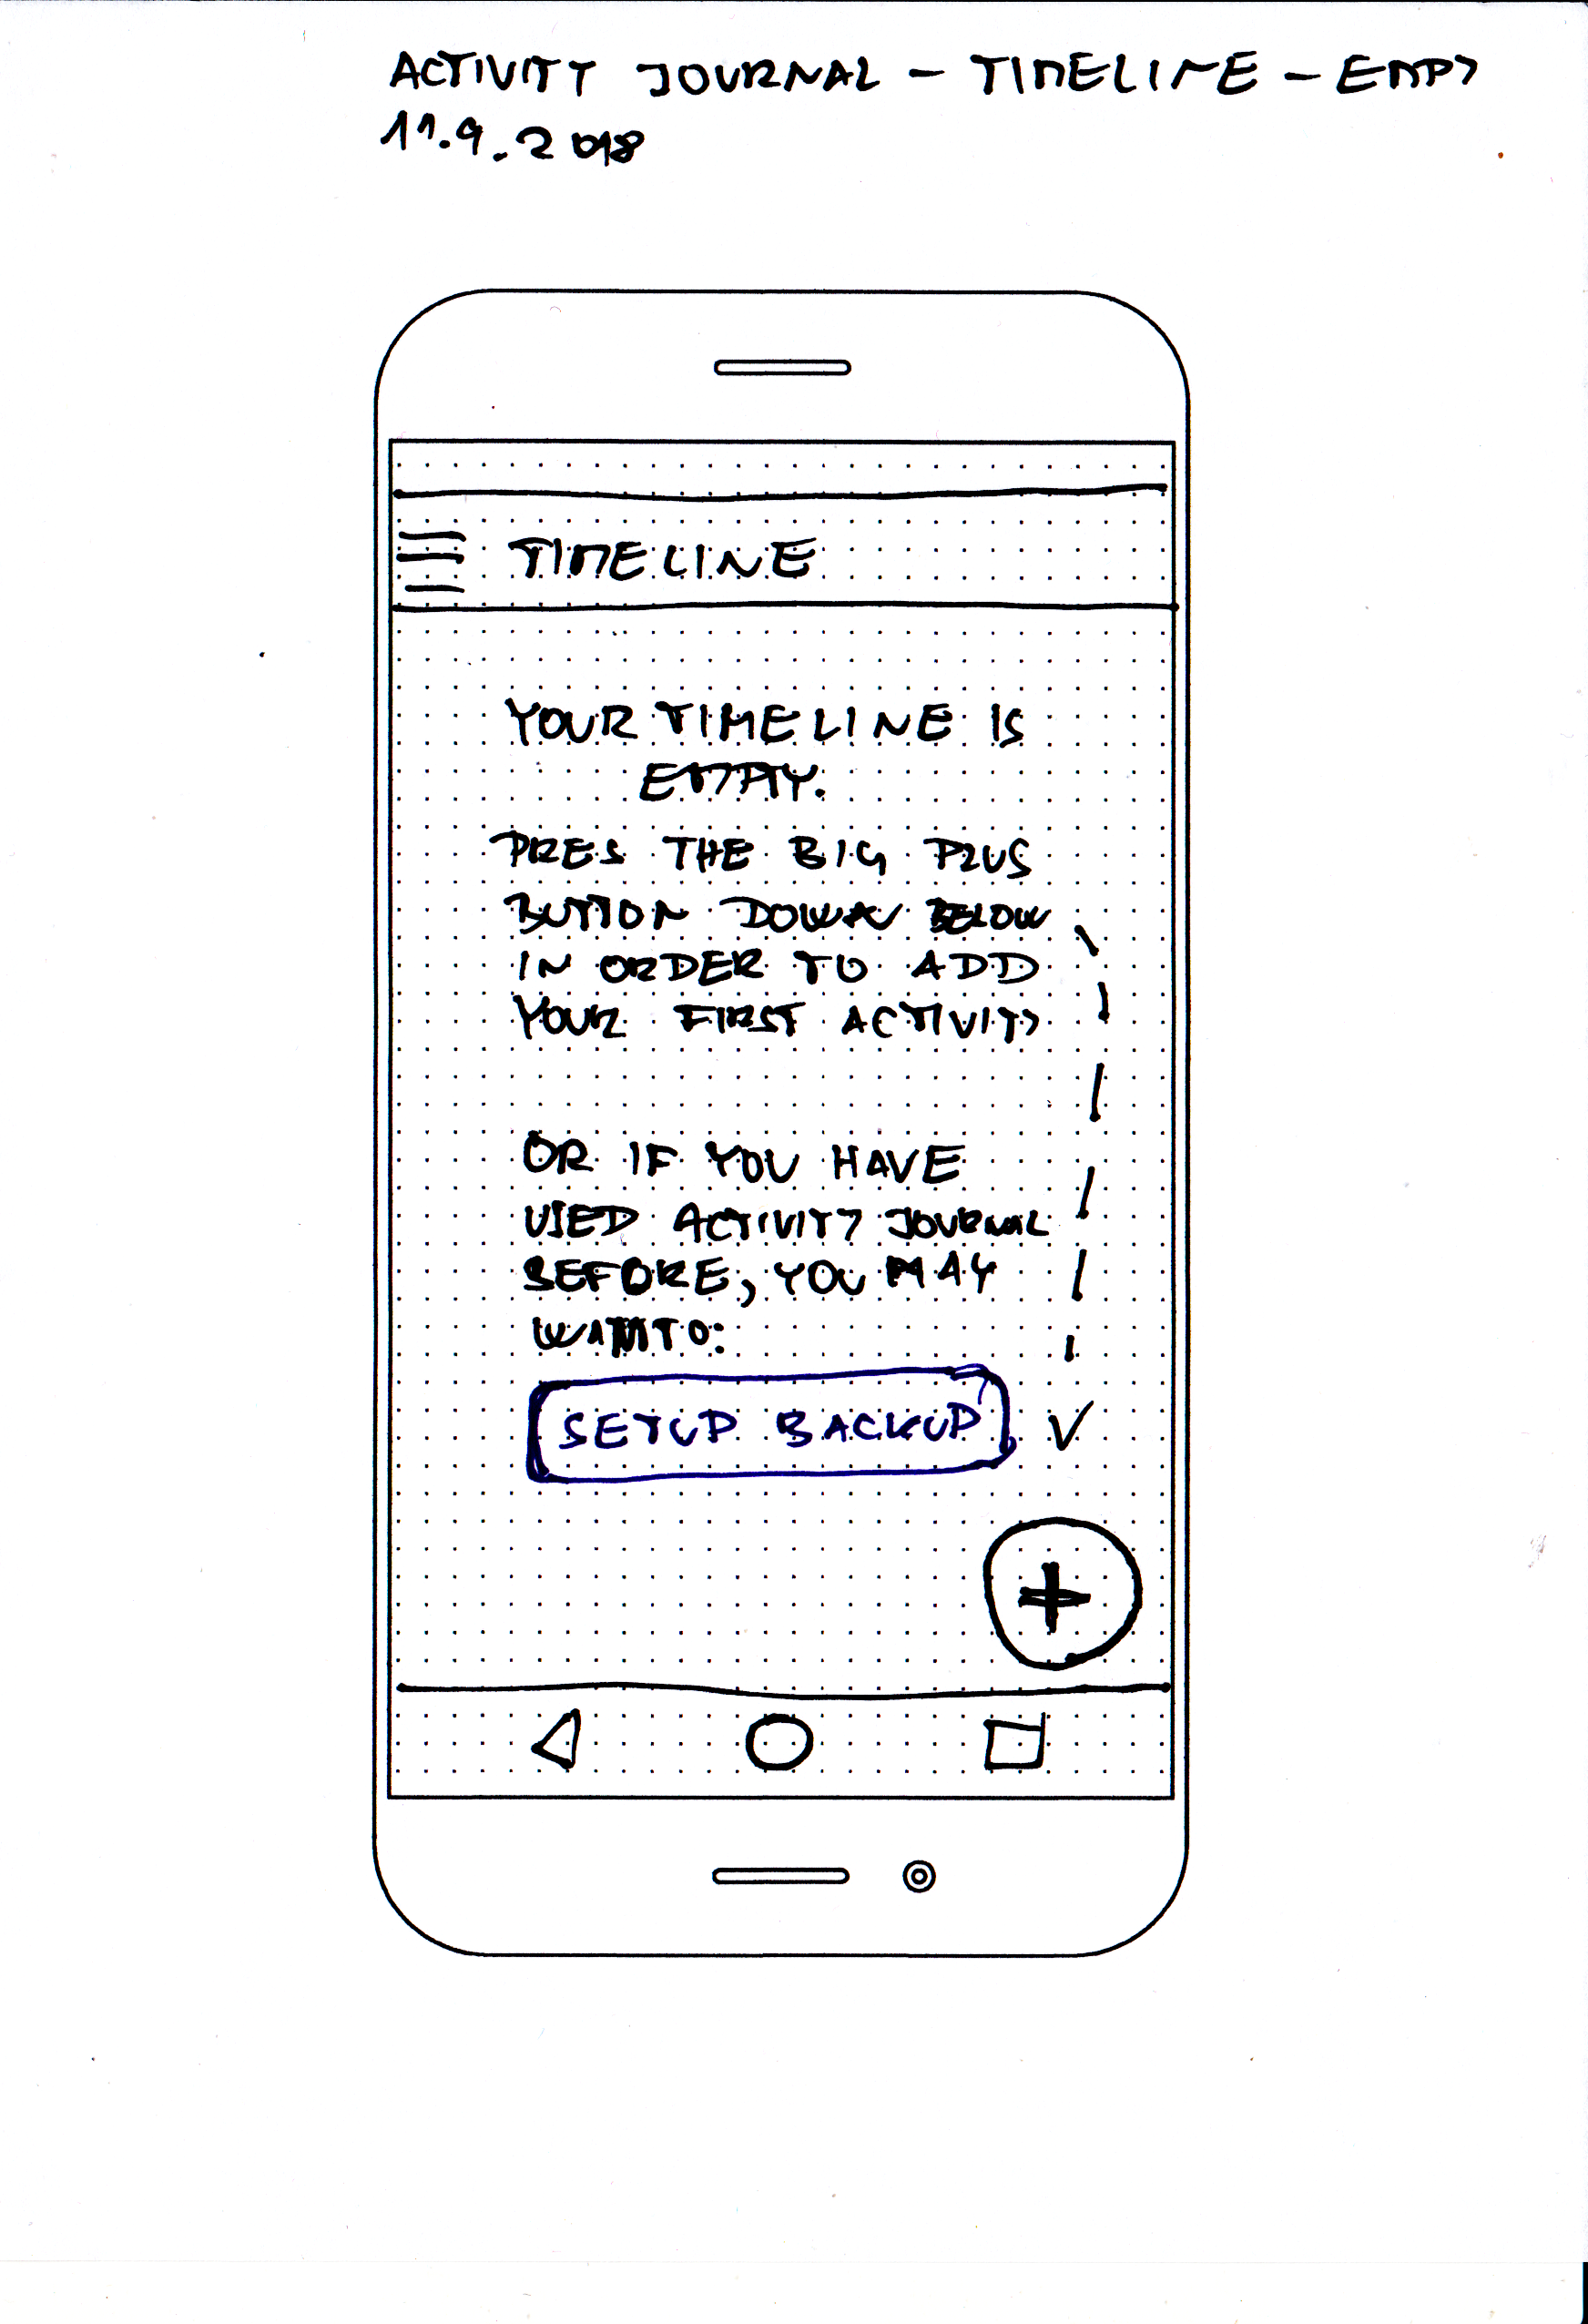 ACTIVITY JOURNAL - TIMELINE - EMPY
11.9.2018
TIMELINE
YOUR TIMELINE IS
EMPTY.
PRES THE BIG PLUS
BUTTON DOWN BELOW
IN ORDER TO ADD
YOUR FIRST ACTIVITY
OR IF YOU HAVE
USED ACTIVITY JOURNAL
BEFORE, YOU MAY
WANT TO:
SETUP BACKUP
+